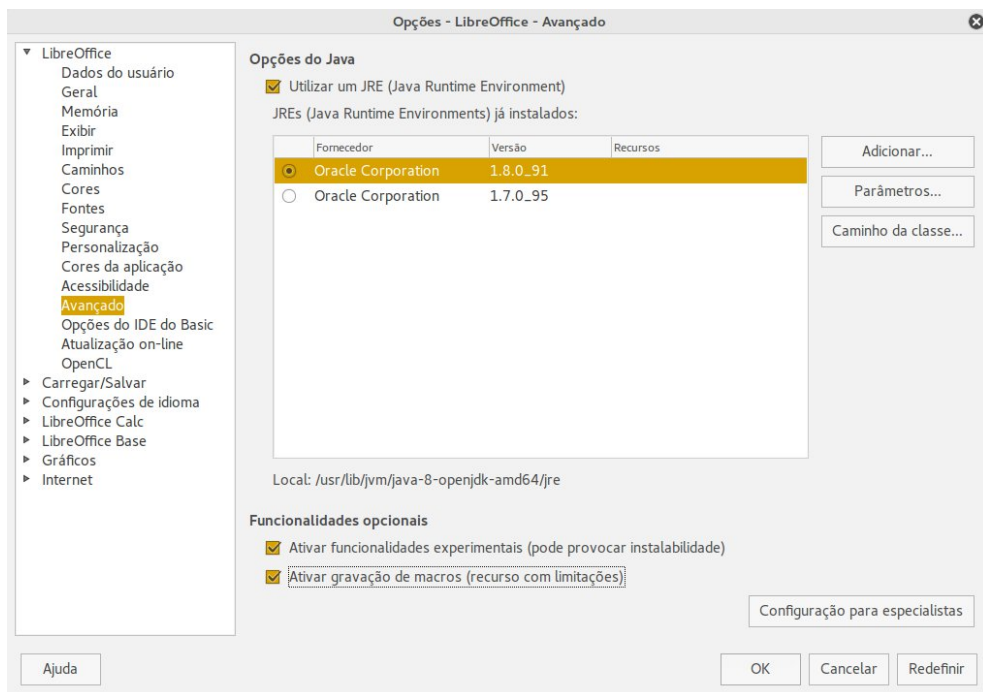 Opções - LibreOffice - Avançado
LibreOffice
Dados do usuário
Geral
Memória
Exibir
Imprimir
Caminhos
Cores
Fontes
Segurança
Personalização
Cores da aplicação
Acessibilidade
Avançado
Opções do IDE do Basic
Atualização on-line
OpenCL
Carregar/Salvar
Configurações de idioma
LibreOffice Calc
LibreOffice Base
Gráficos
Internet
Opções do Java
Utilizar um JRE (Java Runtime Environment)
JREs (Java Runtime Environments) já instalados:
Fornecedor Versão Recursos
Oracle Corporation 1.8.0_91
Oracle Corporation 1.7.0_95
Adicionar...
Parâmetros...
Caminho da classe...
Local: /usr/lib/jvm/java-8-openjdk-amd64/jre
Funcionalidades opcionais
Ativar funcionalidades experimentais (pode provocar instalabilidade)
Ativar gravação de macros (recurso com limitações)
Configuração para especialistas
Ajuda OK Cancelar Redefinir